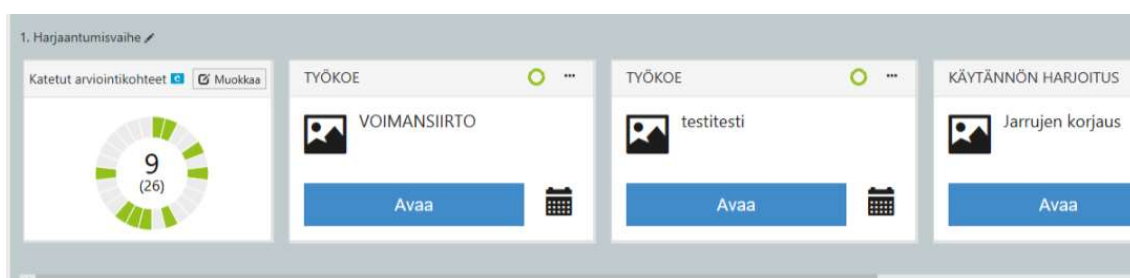 1. Harjaantumisvaihe
Katetut arviointikohteet C Muokkaa
9
(26)
TYÖKOE
VOIMANSIIRTO
Avaa
TYÖKOE
testitesti
Avaa
KÄYTÄNNÖN HARJOITUS
Jarrujen korjaus
Avaa